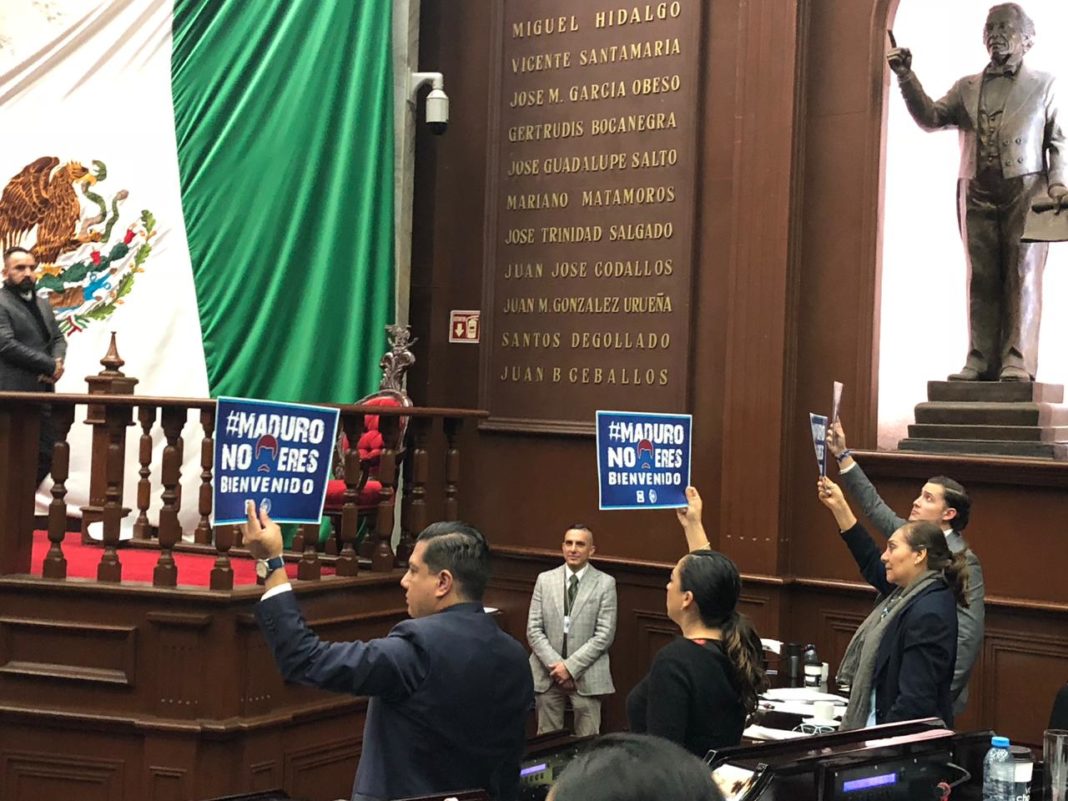 MIGUEL HIDALGO
VICENTE SANTAMARIA
JOSE M. GARCIA OBESO
GERTRUDIS BOCANEGRA
JOSE GUADALUPE SALTO
MARIANO MATAMOROS
JOSE TRINIDAD SALGADO
JUAN JOSE CODALLOS
JUAN M. GONZALEZ URUEÑA
SANTOS DEGOLLADO
JUAN B CEBALLOS
#MADURO
NO ERES
BIENVENIDO
#MADURO
NO ERES
BIENVENIDO